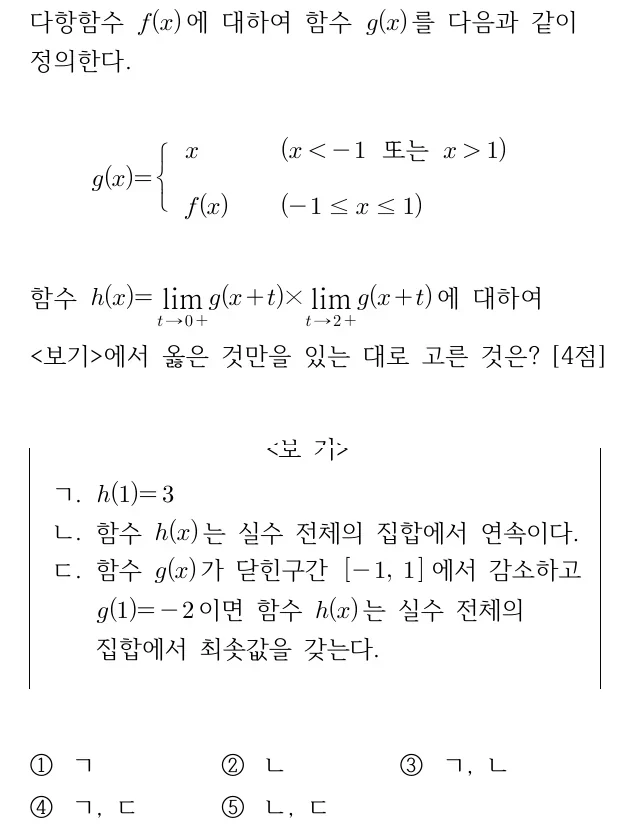 다항함수 f(x)에 대하여 함수 g(x)를 다음과 같이
정의한다.
g(x)={ x (x<-1 또는 x>1)
f(x) (-1≤x≤1)
함수 h(x)= lim g(x+t)× lim g(x+t)에 대하여
t→0+ t→2+
<보기>에서 옳은 것만을 있는 대로 고른 것은? [4점]
<보 기>
ㄱ. h(1)=3
ㄴ. 함수 h(x)는 실수 전체의 집합에서 연속이다.
ㄷ. 함수 g(x)가 닫힌구간 [-1, 1]에서 감소하고
g(1)=-2이면 함수 h(x)는 실수 전체의
집합에서 최솟값을 갖는다.
① ㄱ ② ㄴ ③ ㄱ, ㄴ
④ ㄱ, ㄷ ⑤ ㄴ, ㄷ